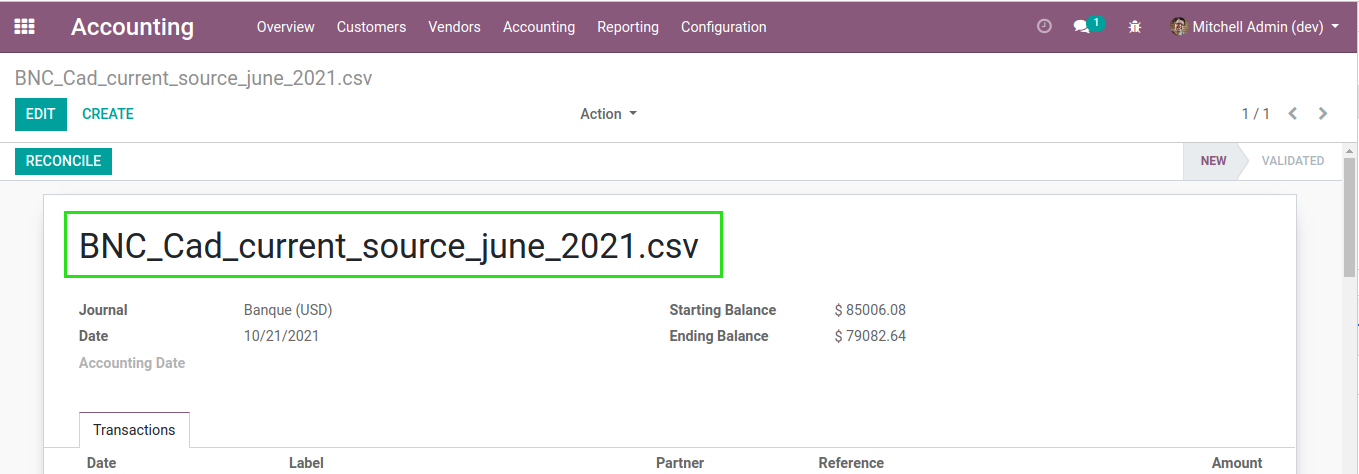 Accounting Overview Customers Vendors Accounting Reporting Configuration 1 Mitchell Admin (dev)
BNC_Cad_current_source_june_2021.csv
EDIT CREATE Action 1 / 1
RECONCILE NEW VALIDATED
BNC_Cad_current_source_june_2021.csv
Journal Banque (USD) Starting Balance $ 85006.08
Date 10/21/2021 Ending Balance $ 79082.64
Accounting Date
Transactions
Date Label Partner Reference Amount